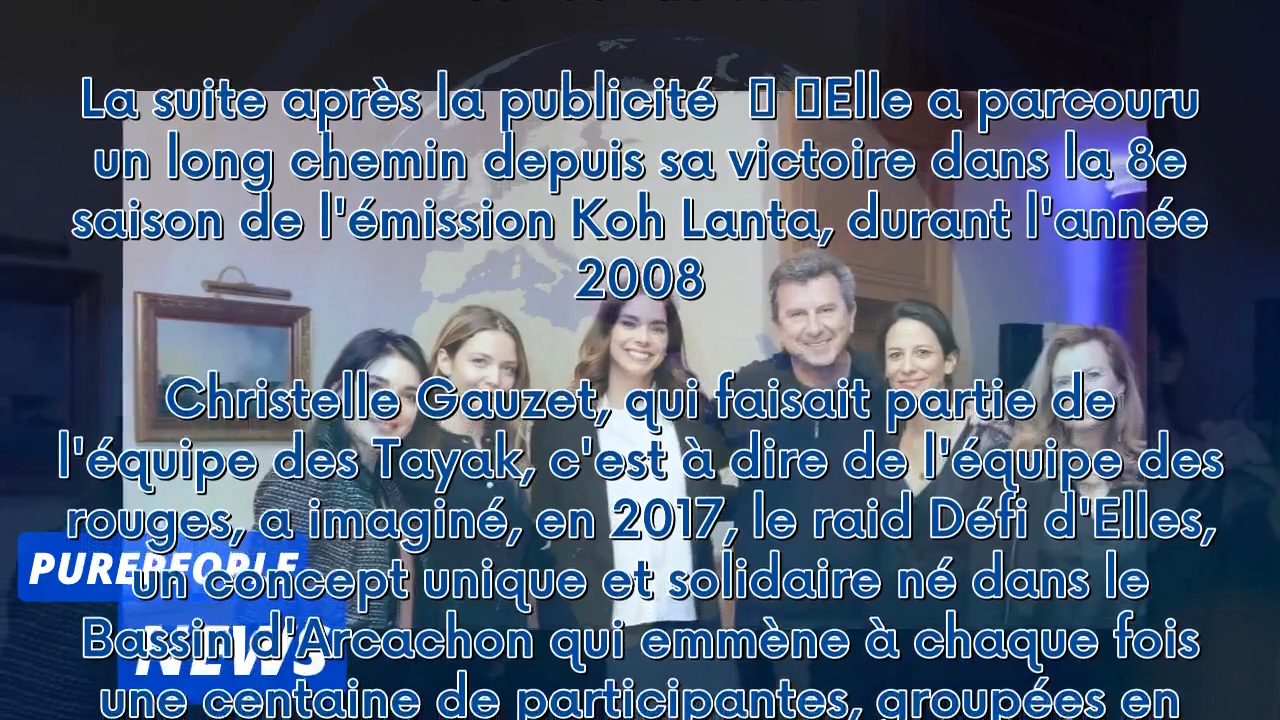 La suite après la publicité
Elle a parcouru
un long chemin depuis sa victoire dans la 8e
saison de l'émission Koh Lanta, durant l'année
2008
Christelle Gauzet, qui faisait partie de
l'équipe des Tayak, c'est à dire de l'équipe des
rouges, a imaginé, en 2017, le raid Défi d'Elles,
un concept unique et solidaire né dans le
Bassin d'Arcachon qui emmène à chaque fois
une centaine de participantes, groupées en
PUREPEOPLE
NEWS